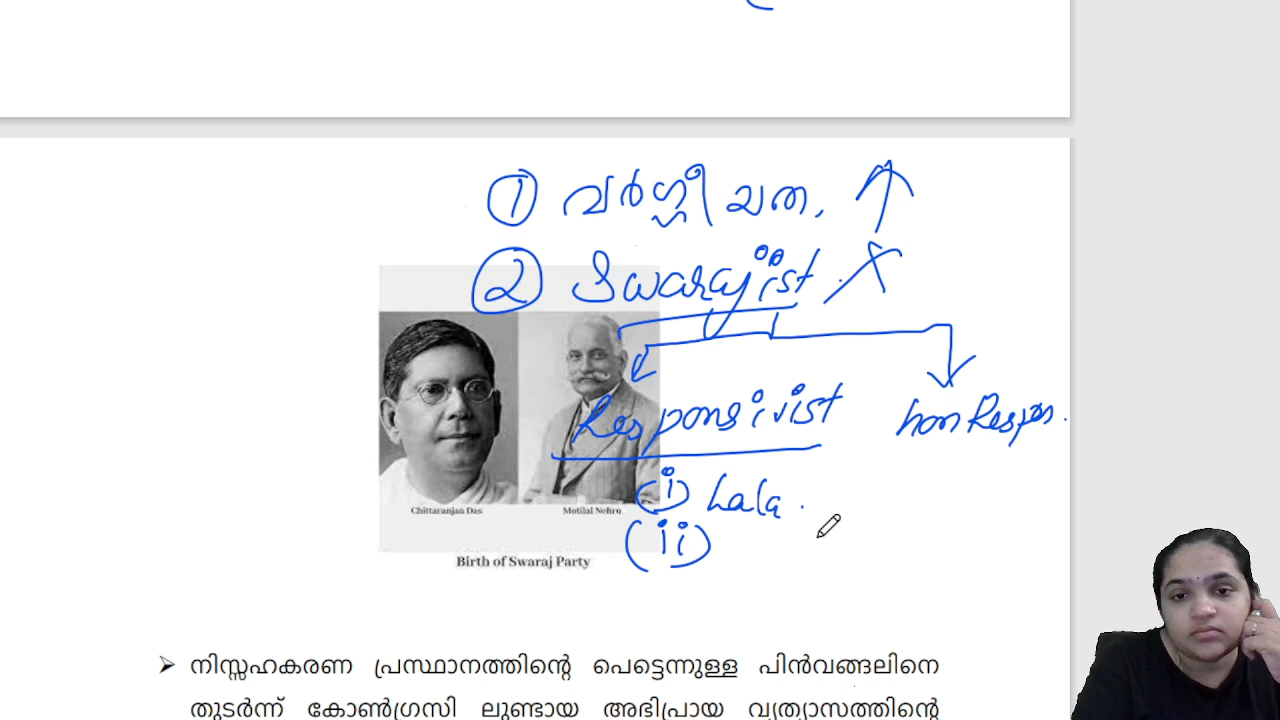 ① വർഗ്ഗീയത, ↑
② Swarajist
Responsivist
non Respon.
(i) Lala.
(ii)
Chittaranjan Das
Motilal Nehru
Birth of Swaraj Party
➤ നിസ്സഹകരണ പ്രസ്ഥാനത്തിന്റെ പെട്ടെന്നുള്ള പിൻവങ്ങലിനെ
തുടർന്ന് കോൺഗ്രസി ലുണ്ടായ അഭിപ്രായ വ്യത്യാസത്തിന്റെ